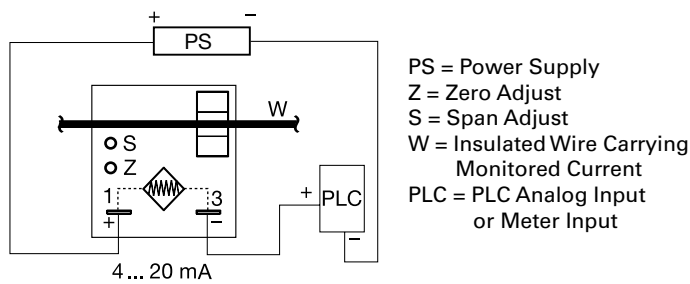 + −
PS
W
S
Z
1 3
+ −
+ PLC
−
4 ... 20 mA
PS = Power Supply
Z = Zero Adjust
S = Span Adjust
W = Insulated Wire Carrying
Monitored Current
PLC = PLC Analog Input
or Meter Input